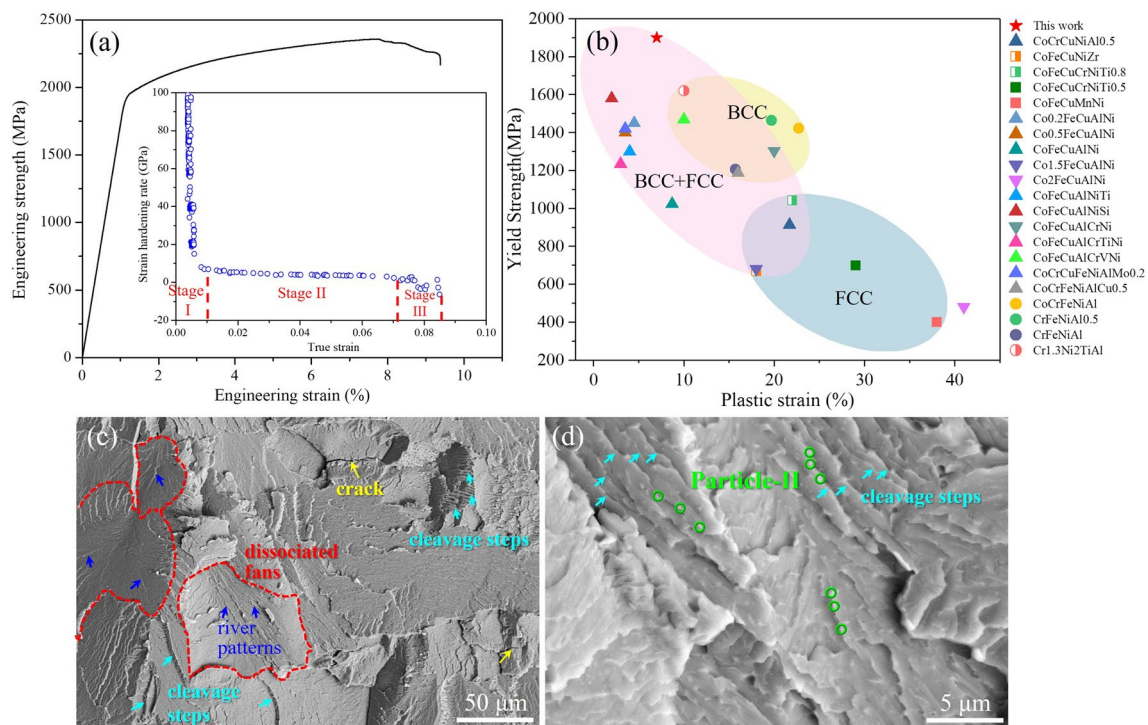 (a)
Engineering strength (MPa)
2500
2000
1500
1000
500
0
0
2
4
6
8
10
Engineering strain (%)
Strain hardening rate (GPa)
100
90
80
70
60
50
40
30
20
10
0
-10
-20
Stage
I
Stage II
Stage
III
0.00
0.02
0.04
0.06
0.08
0.10
True strain
(b)
Yield Strength(MPa)
2000
1800
1600
1400
1200
1000
800
600
400
200
BCC
BCC+FCC
FCC
0
10
20
30
40
Plastic strain (%)
This work
CoCrCuNiAl0.5
CoFeCuNiZr
CoFeCuCrNiTi0.8
CoFeCuCrNiTi0.5
CoFeCuMnNi
Co0.2FeCuAlNi
Co0.5FeCuAlNi
CoFeCuAlNi
Co1.5FeCuAlNi
Co2FeCuAlNi
CoFeCuAlNiTi
CoFeCuAlNiSi
CoFeCuAlCrNi
CoFeCuAlCrTiNi
CoFeCuAlCrVNi
CoCrCuFeNiAlMo0.2
CoCrFeNiAlCu0.5
CoCrFeNiAl
CrFeNiAl0.5
CrFeNiAl
Cr1.3Ni2TiAl
(c)
crack
cleavage steps
dissociated
fans
river
patterns
cleavage
steps
50 μm
(d)
Particle-II
cleavage steps
5 μm